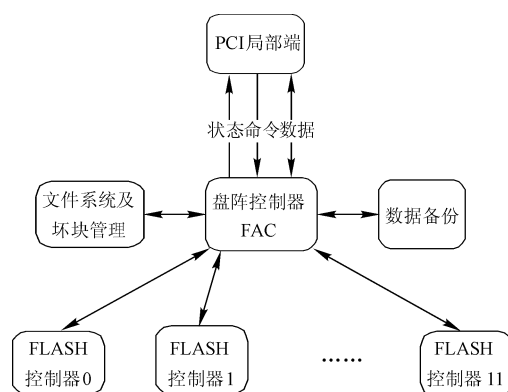 PCI局部端
状态命令数据
文件系统及
坏块管理
盘阵控制器
FAC
数据备份
FLASH
控制器0
FLASH
控制器1
……
FLASH
控制器11